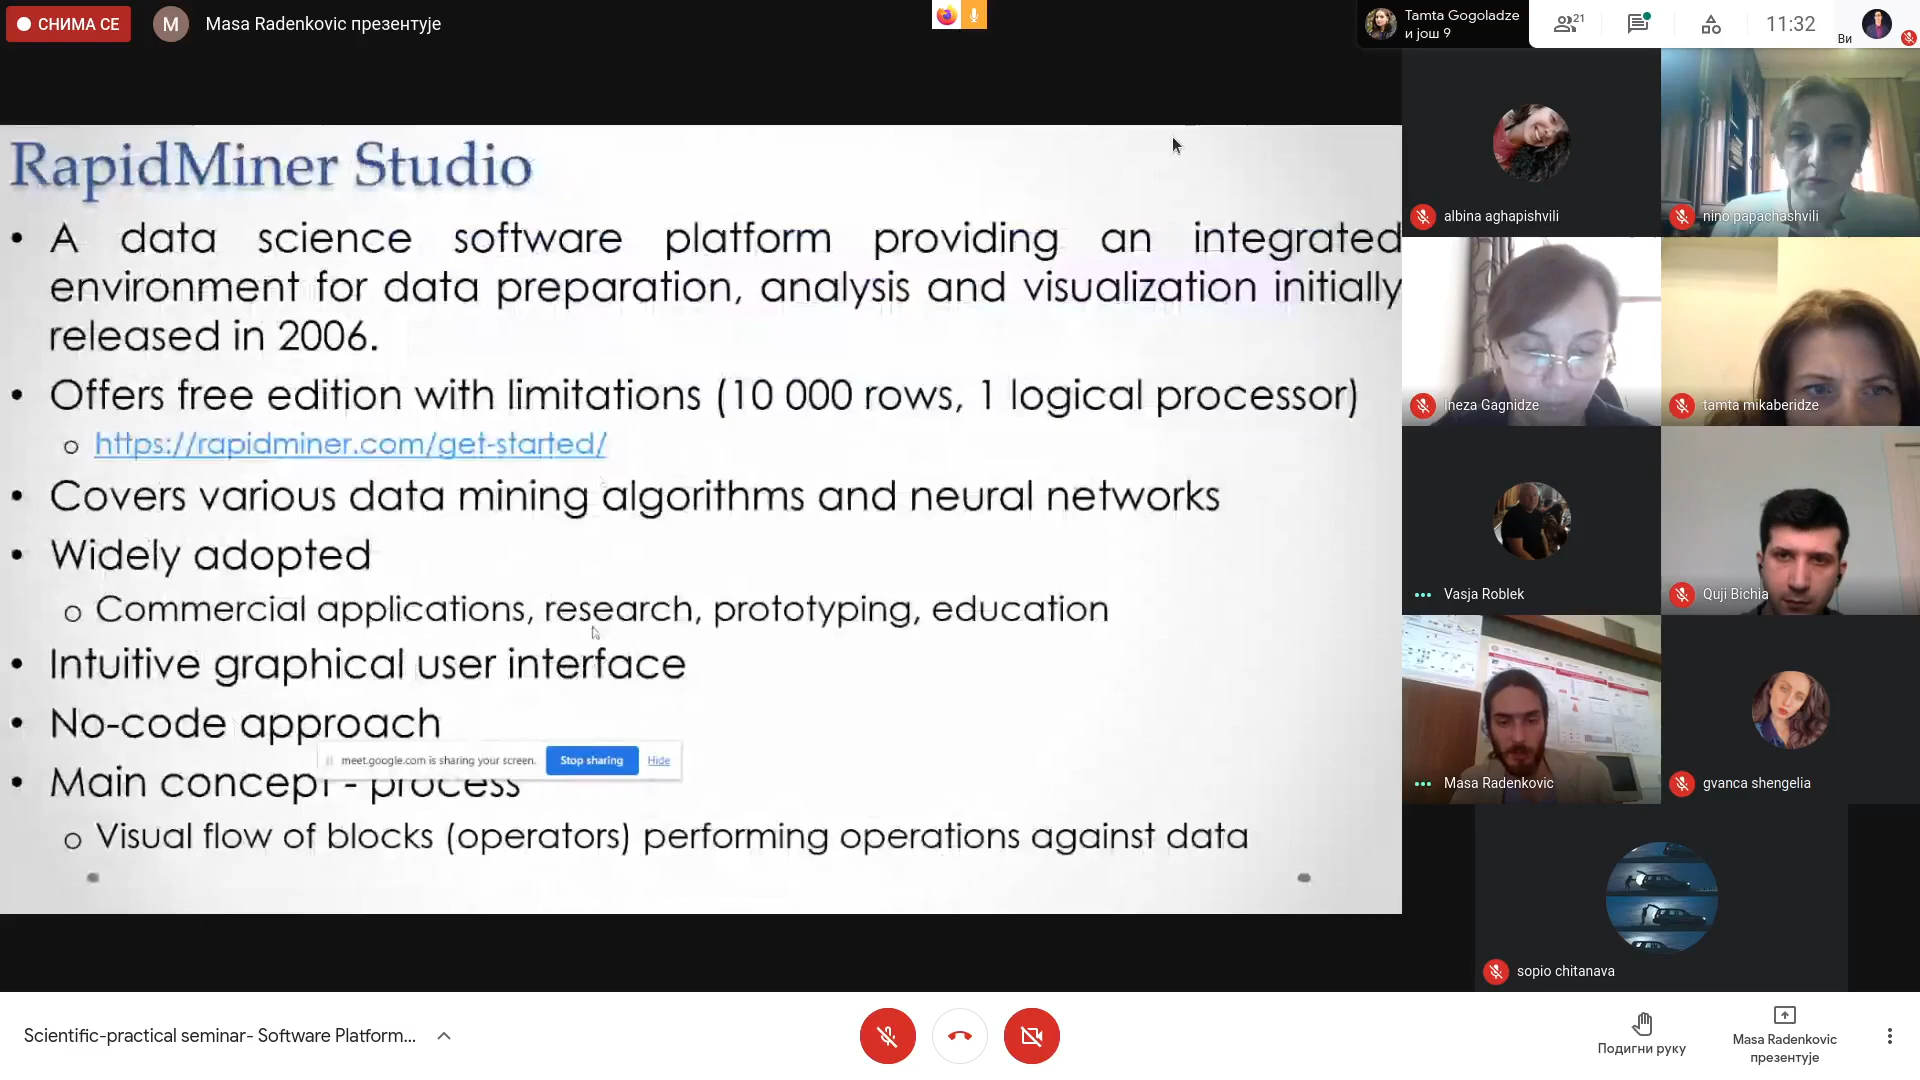 СНИМА СЕ
M
Masa Radenkovic презентује
Tamta Gogoladze
и још 9
21
11:32
Ви
RapidMiner Studio
• A data science software platform providing an integrated
environment for data preparation, analysis and visualization initially
released in 2006.
• Offers free edition with limitations (10 000 rows, 1 logical processor)
o https://rapidminer.com/get-started/
• Covers various data mining algorithms and neural networks
• Widely adopted
o Commercial applications, research, prototyping, education
• Intuitive graphical user interface
• No-code approach
meet.google.com is sharing your screen. Stop sharing Hide
• Main concept - process
o Visual flow of blocks (operators) performing operations against data
albina aghapishvili
nino papachashvili
Ineza Gagnidze
tamta mikaberidze
Vasja Roblek
Quji Bichia
Masa Radenkovic
gvanca shengelia
sopio chitanava
Scientific-practical seminar- Software Platform...
Подигни руку
Masa Radenkovic
презентује